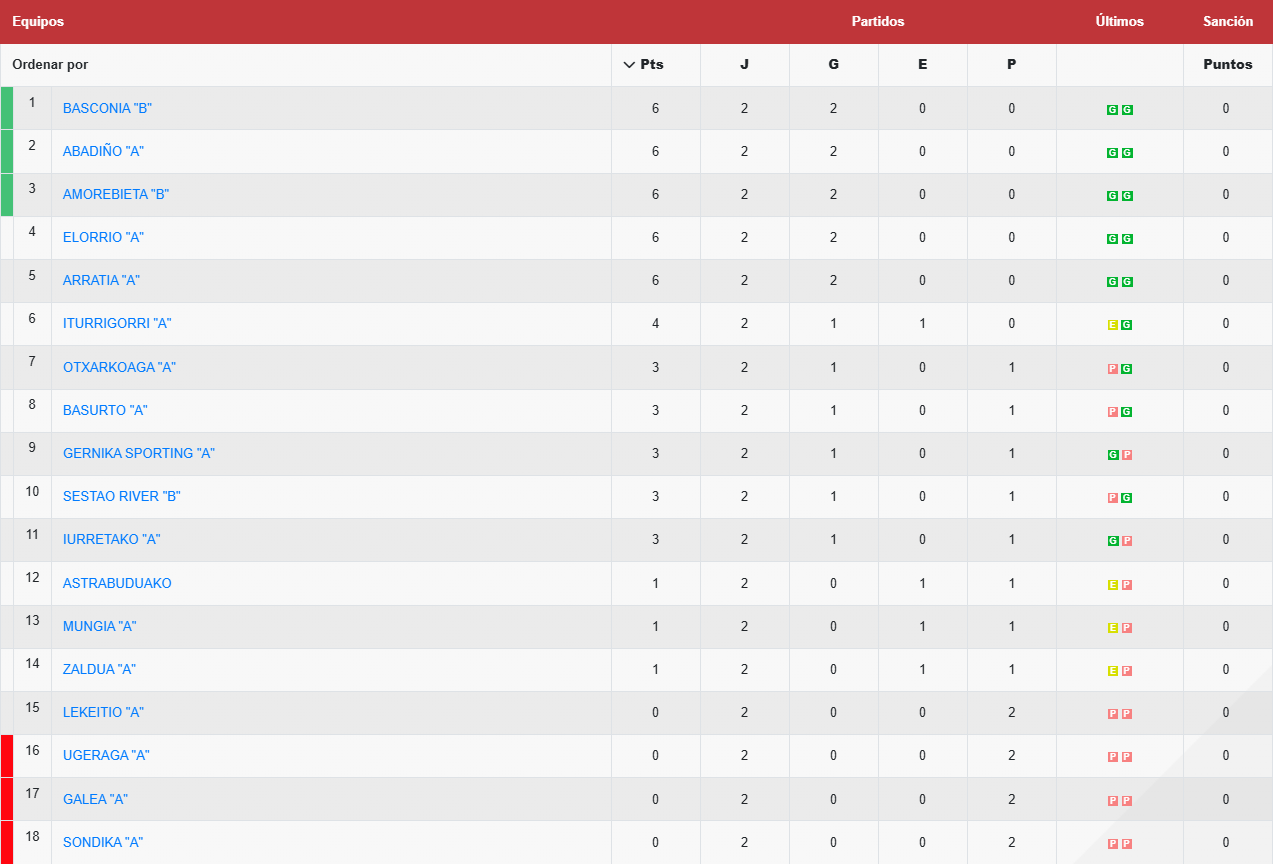 Equipos Partidos Últimos Sanción
Ordenar por Pts J G E P Puntos
1 BASCONIA "B" 6 2 2 0 0 G G 0
2 ABADIÑO "A" 6 2 2 0 0 G G 0
3 AMOREBIETA "B" 6 2 2 0 0 G G 0
4 ELORRIO "A" 6 2 2 0 0 G G 0
5 ARRATIA "A" 6 2 2 0 0 G G 0
6 ITURRIGORRI "A" 4 2 1 1 0 E G 0
7 OTXARKOAGA "A" 3 2 1 0 1 P G 0
8 BASURTO "A" 3 2 1 0 1 P G 0
9 GERNIKA SPORTING "A" 3 2 1 0 1 G P 0
10 SESTAO RIVER "B" 3 2 1 0 1 P G 0
11 IURRETAKO "A" 3 2 1 0 1 G P 0
12 ASTRABUDUAKO 1 2 0 1 1 E P 0
13 MUNGIA "A" 1 2 0 1 1 E P 0
14 ZALDUA "A" 1 2 0 1 1 E P 0
15 LEKEITIO "A" 0 2 0 0 2 P P 0
16 UGERAGA "A" 0 2 0 0 2 P P 0
17 GALEA "A" 0 2 0 0 2 P P 0
18 SONDIKA "A" 0 2 0 0 2 P P 0